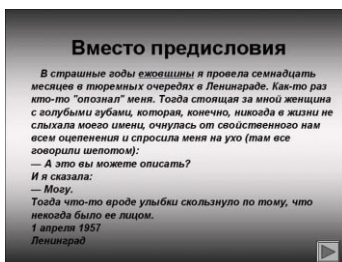 Вместо предисловия
В страшные годы ежовщины я провела семнадцать
месяцев в тюремных очередях в Ленинграде. Как-то раз
кто-то "опознал" меня. Тогда стоящая за мной женщина
с голубыми губами, которая, конечно, никогда в жизни не
слыхала моего имени, очнулась от свойственного нам
всем оцепенения и спросила меня на ухо (там все
говорили шепотом):
— А это вы можете описать?
И я сказала:
— Могу.
Тогда что-то вроде улыбки скользнуло по тому, что
некогда было ее лицом.
1 апреля 1957
Ленинград